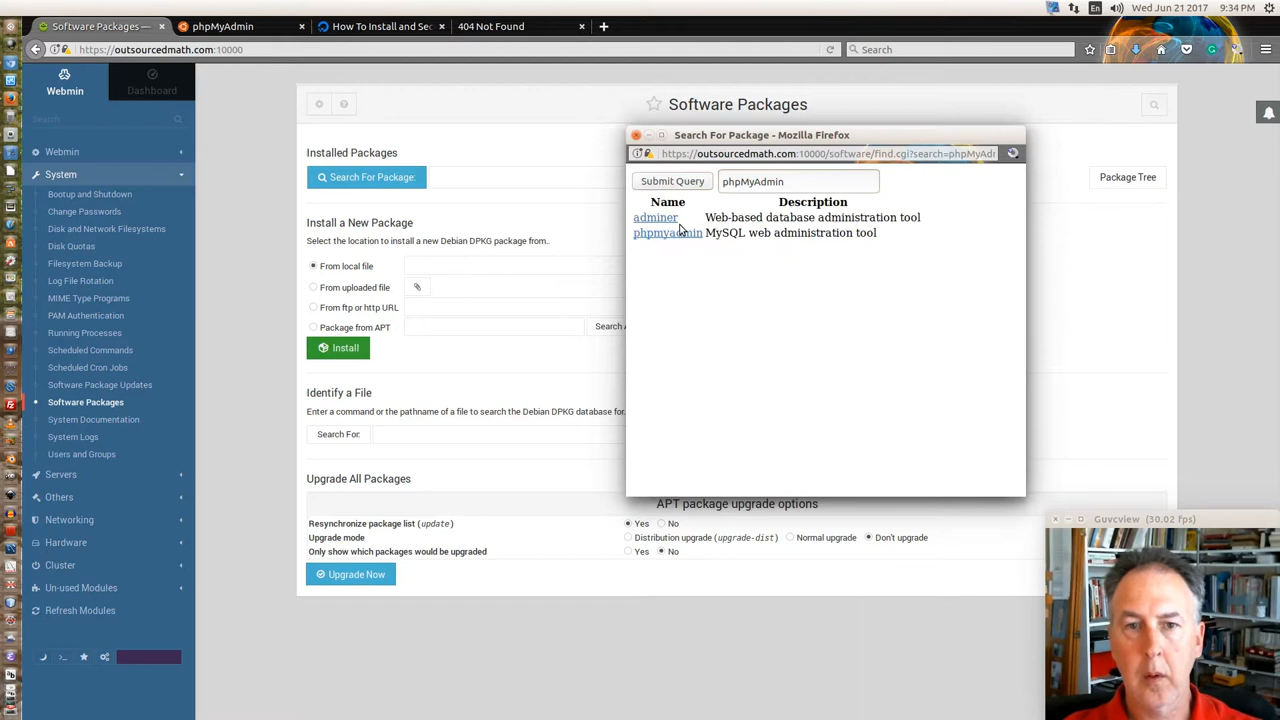 En
Wed Jun 21 2017
9:34 PM
Software Packages —
phpMyAdmin
How To Install and Sec
404 Not Found
https://outsourcedmath.com:10000
Search
Webmin
Dashboard
Search
Webmin
System
Bootup and Shutdown
Change Passwords
Disk and Network Filesystems
Disk Quotas
Filesystem Backup
Log File Rotation
MIME Type Programs
PAM Authentication
Running Processes
Scheduled Commands
Scheduled Cron Jobs
Software Package Updates
Software Packages
System Documentation
System Logs
Users and Groups
Servers
Others
Networking
Hardware
Cluster
Un-used Modules
Refresh Modules
Software Packages
Installed Packages
Search For Package:
Package Tree
Install a New Package
Select the location to install a new Debian DPKG package from..
From local file
From uploaded file
From ftp or http URL
Package from APT
Search A
Install
Identify a File
Enter a command or the pathname of a file to search the Debian DPKG database for.
Search For:
Upgrade All Packages
APT package upgrade options
Resynchronize package list (update)
Yes No
Upgrade mode
Distribution upgrade (upgrade-dist) Normal upgrade Don't upgrade
Only show which packages would be upgraded
Yes No
Upgrade Now
Search For Package - Mozilla Firefox
https://outsourcedmath.com:10000/software/find.cgi?search=phpMyAdr
Submit Query
phpMyAdmin
Name Description
adminer Web-based database administration tool
phpmyadmin MySQL web administration tool
Guvcview (30.02 fps)